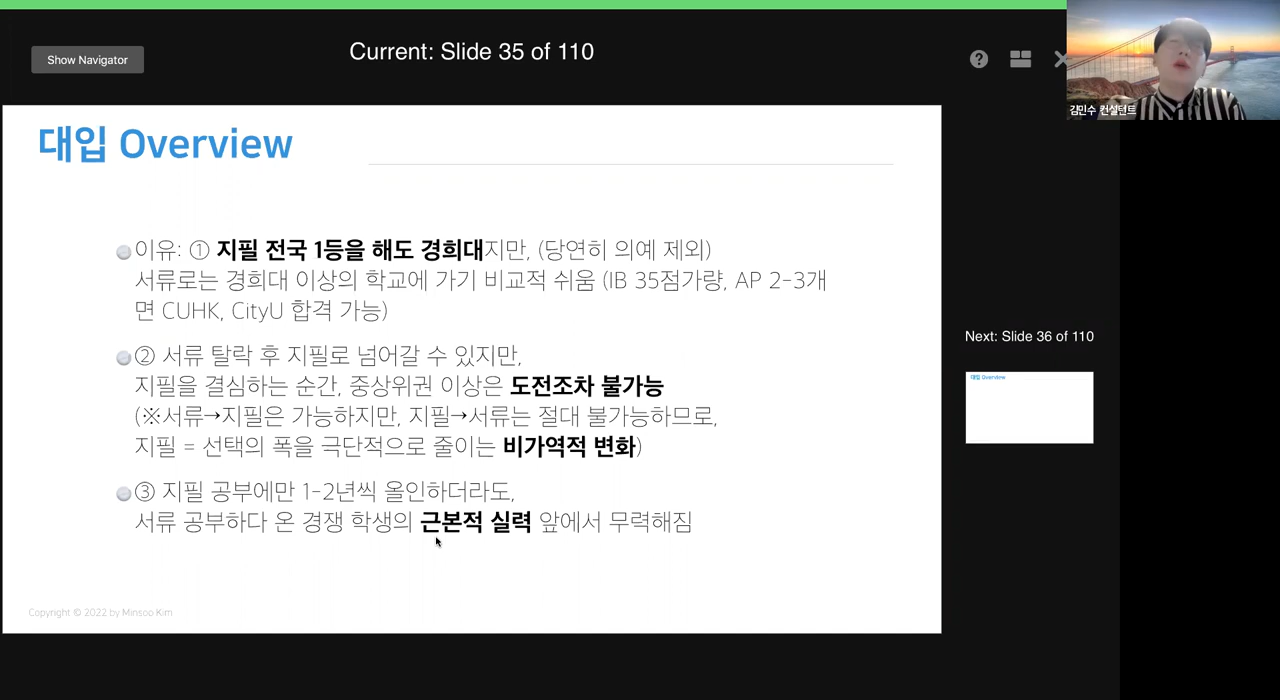 Show Navigator
Current: Slide 35 of 110
김민수 컨설턴트
대입 Overview
이유: ① 지필 전국 1등을 해도 경희대지만, (당연히 의예 제외)
서류로는 경희대 이상의 학교에 가기 비교적 쉬움 (IB 35점가량, AP 2-3개
면 CUHK, CityU 합격 가능)
② 서류 탈락 후 지필로 넘어갈 수 있지만,
지필을 결심하는 순간, 중상위권 이상은 도전조차 불가능
(※서류→지필은 가능하지만, 지필→서류는 절대 불가능하므로,
지필 = 선택의 폭을 극단적으로 줄이는 비가역적 변화)
③ 지필 공부에만 1-2년씩 올인하더라도,
서류 공부하다 온 경쟁 학생의 근본적 실력 앞에서 무력해짐
Copyright © 2022 by Minsoo Kim
Next: Slide 36 of 110
대입 Overview